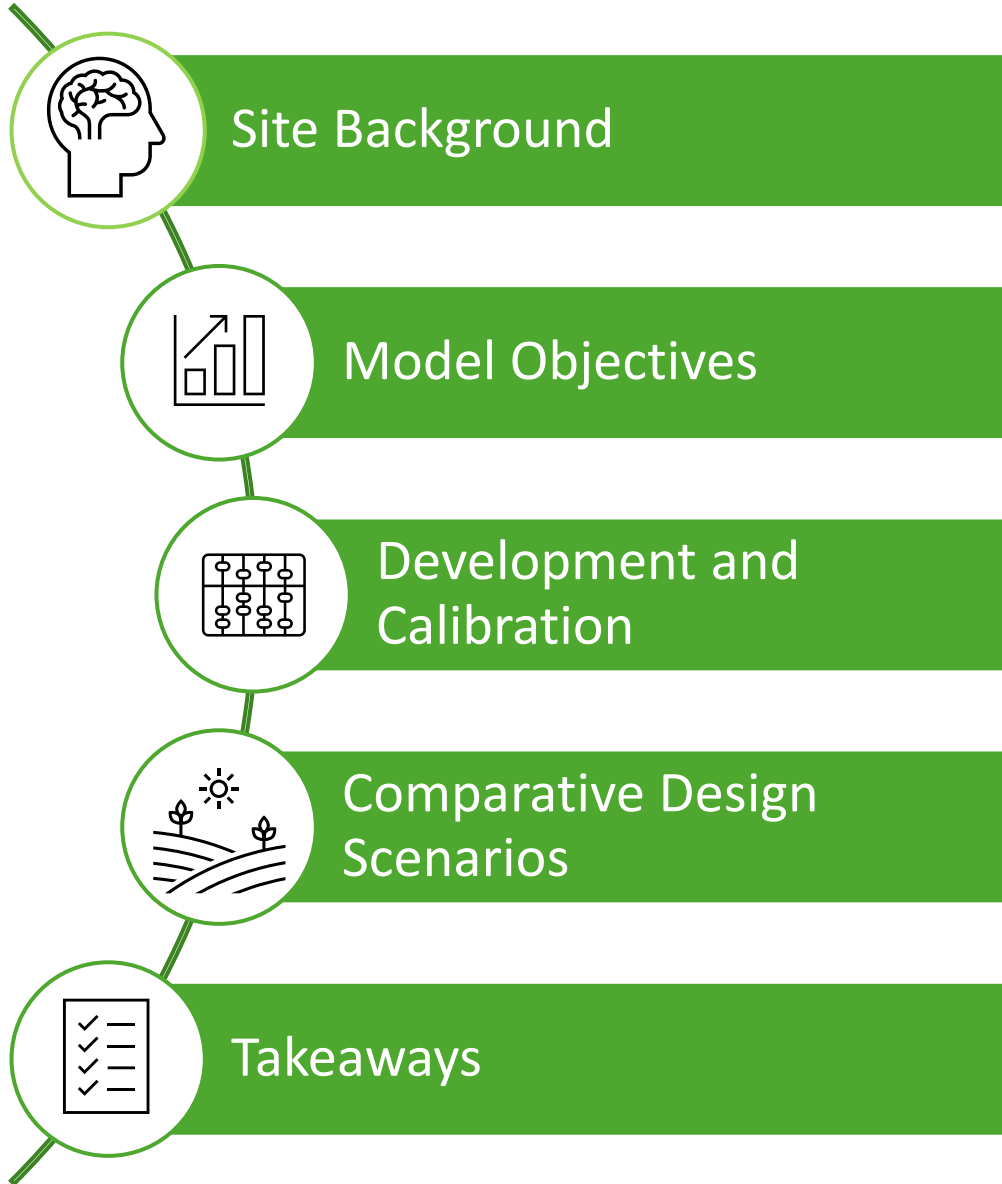 Site Background
Model Objectives
Development and
Calibration
Comparative Design
Scenarios
Takeaways